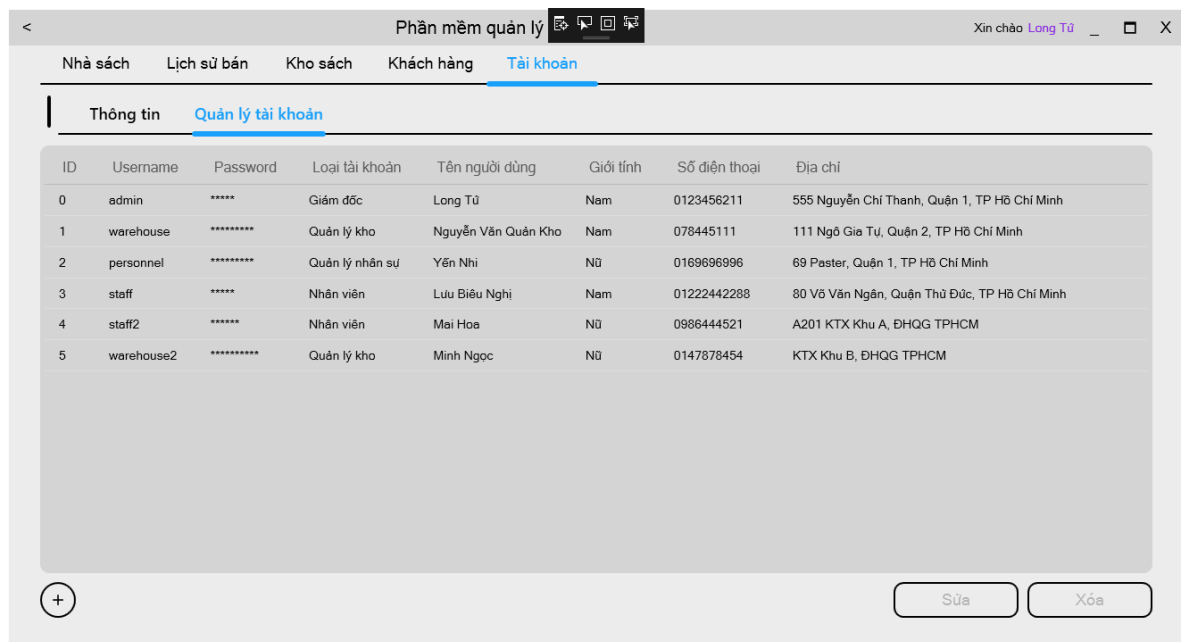 < Phần mềm quản lý Xin chào Long Tứ _ X
Nhà sách Lịch sử bán Kho sách Khách hàng Tài khoản
Thông tin Quản lý tài khoản
ID Username Password Loại tài khoản Tên người dùng Giới tính Số điện thoại Địa chỉ
0 admin ***** Giám đốc Long Tứ Nam 0123456211 555 Nguyễn Chí Thanh, Quận 1, TP Hồ Chí Minh
1 warehouse ********* Quản lý kho Nguyễn Văn Quản Kho Nam 078445111 111 Ngô Gia Tự, Quận 2, TP Hồ Chí Minh
2 personnel ********* Quản lý nhân sự Yến Nhi Nữ 0169696996 69 Paster, Quận 1, TP Hồ Chí Minh
3 staff ***** Nhân viên Lưu Biêu Nghị Nam 01222442288 80 Võ Văn Ngân, Quận Thủ Đức, TP Hồ Chí Minh
4 staff2 ****** Nhân viên Mai Hoa Nữ 0986444521 A201 KTX Khu A, ĐHQG TPHCM
5 warehouse2 ********** Quản lý kho Minh Ngọc Nữ 0147878454 KTX Khu B, ĐHQG TPHCM
+ Sửa Xóa